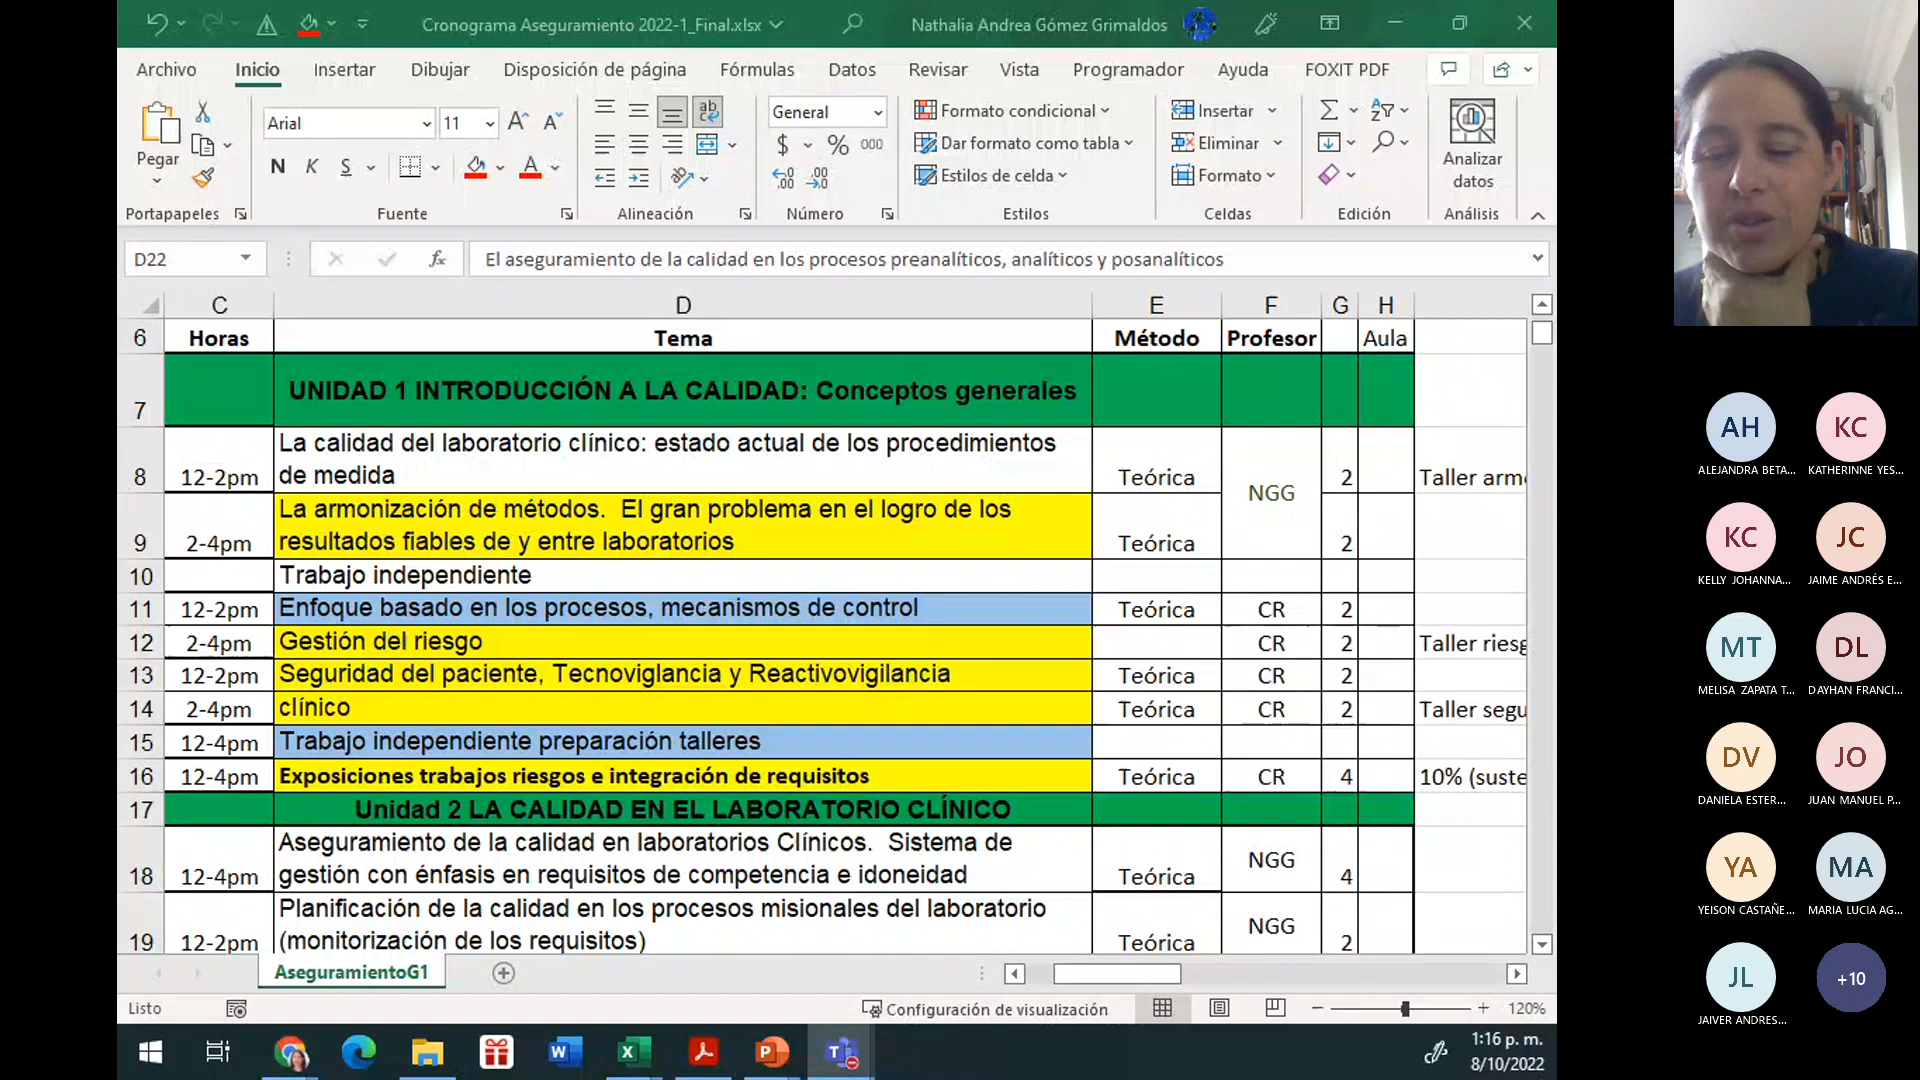 Cronograma Aseguramiento 2022-1_Final.xlsx
Nathalia Andrea Gómez Grimaldos
Archivo Inicio Insertar Dibujar Disposición de página Fórmulas Datos Revisar Vista Programador Ayuda FOXIT PDF
Pegar
Arial 11
N K S
ab
General
$ % 000
Formato condicional
Dar formato como tabla
Estilos de celda
Insertar
Eliminar
Formato
Analizar
datos
Portapapeles Fuente Alineación Número Estilos Celdas Edición Análisis
D22 fx El aseguramiento de la calidad en los procesos preanalíticos, analíticos y posanalíticos
C D E F G H
6 Horas Tema Método Profesor Aula
7 UNIDAD 1 INTRODUCCIÓN A LA CALIDAD: Conceptos generales
La calidad del laboratorio clínico: estado actual de los procedimientos
8 12-2pm de medida Teórica NGG 2 Taller arm
La armonización de métodos. El gran problema en el logro de los
9 2-4pm resultados fiables de y entre laboratorios Teórica 2
10 Trabajo independiente
11 12-2pm Enfoque basado en los procesos, mecanismos de control Teórica CR 2
12 2-4pm Gestión del riesgo CR 2 Taller riesg
13 12-2pm Seguridad del paciente, Tecnoviglancia y Reactivovigilancia Teórica CR 2
14 2-4pm clínico Teórica CR 2 Taller segu
15 12-4pm Trabajo independiente preparación talleres
16 12-4pm Exposiciones trabajos riesgos e integración de requisitos Teórica CR 4 10% (suste
17 Unidad 2 LA CALIDAD EN EL LABORATORIO CLÍNICO
Aseguramiento de la calidad en laboratorios Clínicos. Sistema de
18 12-4pm gestión con énfasis en requisitos de competencia e idoneidad Teórica NGG 4
Planificación de la calidad en los procesos misionales del laboratorio
19 12-2pm (monitorización de los requisitos) Teórica NGG 2
AseguramientoG1
Listo Configuración de visualización 120%
1:16 p. m.
8/10/2022
AH KC
ALEJANDRA BETA... KATHERINNE YES...
KC JC
KELLY JOHANNA... JAIME ANDRÉS E...
MT DL
MELISA ZAPATA T... DAYHAN FRANCI...
DV JO
DANIELA ESTER... JUAN MANUEL P...
YA MA
YEISON CASTAÑE... MARIA LUCIA AG...
JL +10
JAIVER ANDRES...